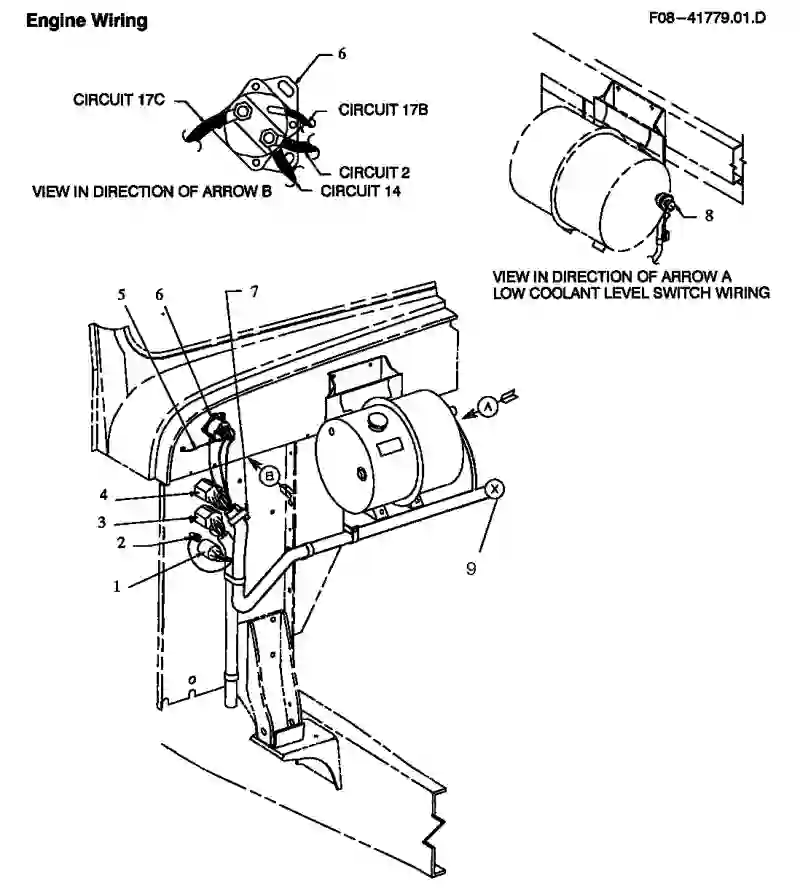 Engine Wiring
F08-41779.01.D
6
CIRCUIT 17C
CIRCUIT 17B
CIRCUIT 2
CIRCUIT 14
VIEW IN DIRECTION OF ARROW B
8
VIEW IN DIRECTION OF ARROW A
LOW COOLANT LEVEL SWITCH WIRING
5
6
7
A
B
4
X
3
2
9
1